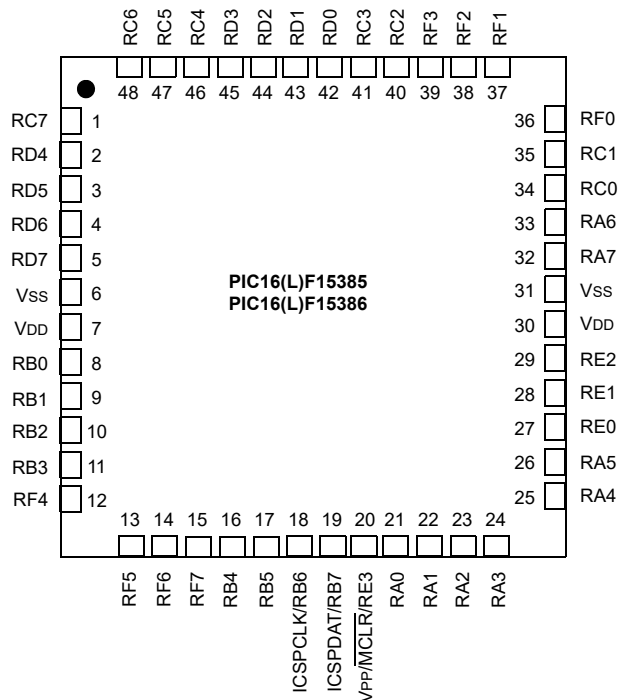 RC6 RC5 RC4 RD3 RD2 RD1 RD0 RC3 RC2 RF3 RF2 RF1
48 47 46 45 44 43 42 41 40 39 38 37
RC7 1 36 RF0
RD4 2 35 RC1
RD5 3 34 RC0
RD6 4 33 RA6
RD7 5 32 RA7
PIC16(L)F15385
PIC16(L)F15386
VSS 6 31 VSS
VDD 7 30 VDD
RB0 8 29 RE2
RB1 9 28 RE1
RB2 10 27 RE0
RB3 11 26 RA5
RF4 12 25 RA4
13 14 15 16 17 18 19 20 21 22 23 24
RF5 RF6 RF7 RB4 RB5 ICSPCLK/RB6 ICSPDAT/RB7 VPP/MCLR/RE3 RA0 RA1 RA2 RA3